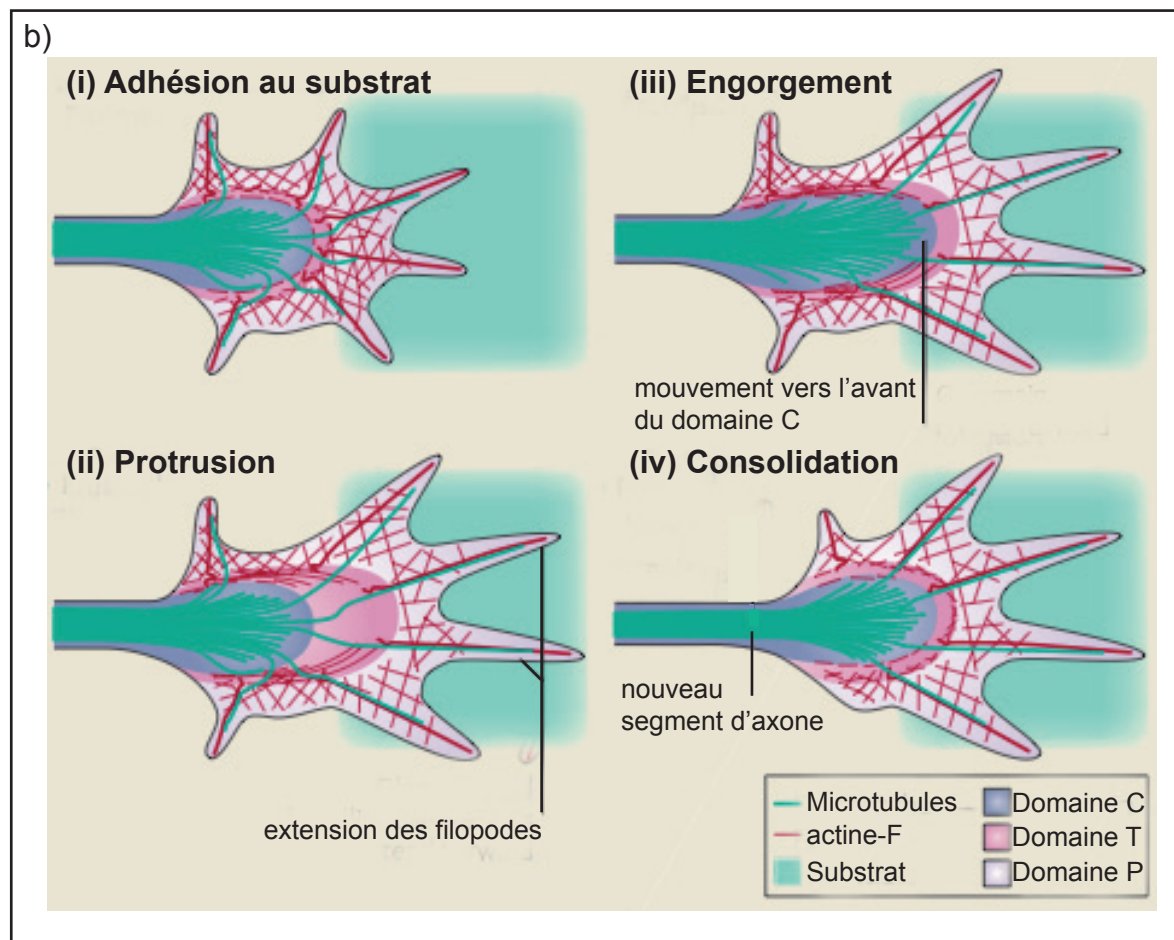 b)
(i) Adhésion au substrat
(iii) Engorgement
mouvement vers l'avant
du domaine C
(ii) Protrusion
(iv) Consolidation
nouveau
segment d'axone
extension des filopodes
Microtubules
actine-F
Substrat
Domaine C
Domaine T
Domaine P